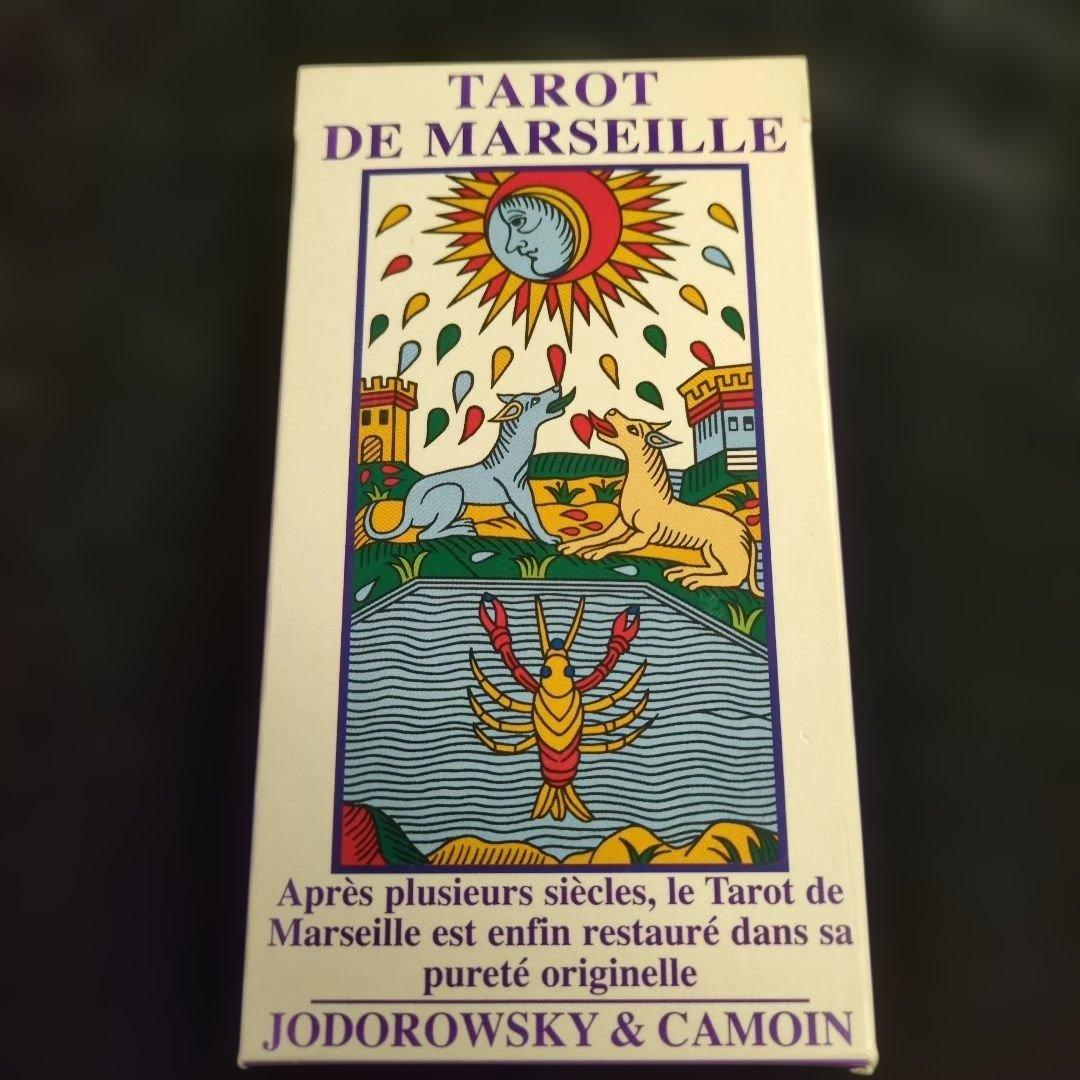 TAROT
DE MARSEILLE
Après plusieurs siècles, le Tarot de
Marseille est enfin restauré dans sa
pureté originelle
JODOROWSKY & CAMOIN